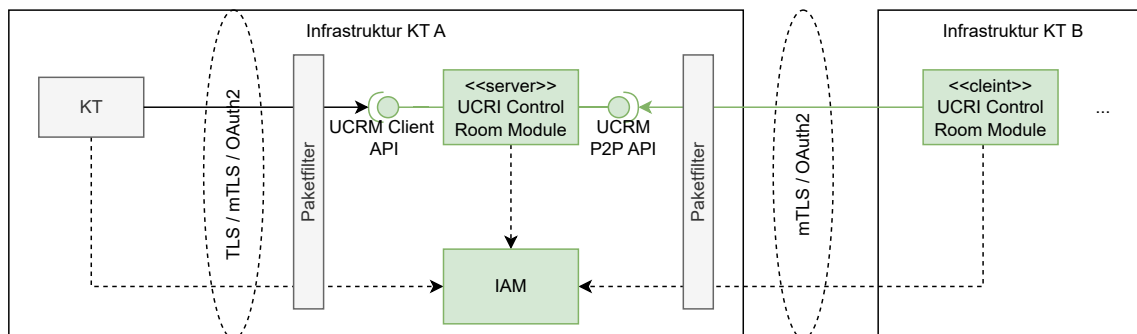 Infrastruktur KT A
Infrastruktur KT B
KT
TLS / mTLS / OAuth2
Paketfilter
UCRM Client
API
<<server>>
UCRI Control
Room Module
UCRM
P2P API
Paketfilter
mTLS / OAuth2
<<cleint>>
UCRI Control
Room Module
...
IAM